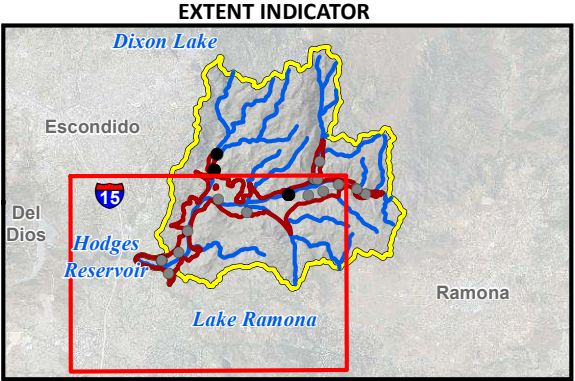 EXTENT INDICATOR
Dixon Lake
Escondido
15
Del
Dios
Hodges
Reservoir
Ramona
Lake Ramona